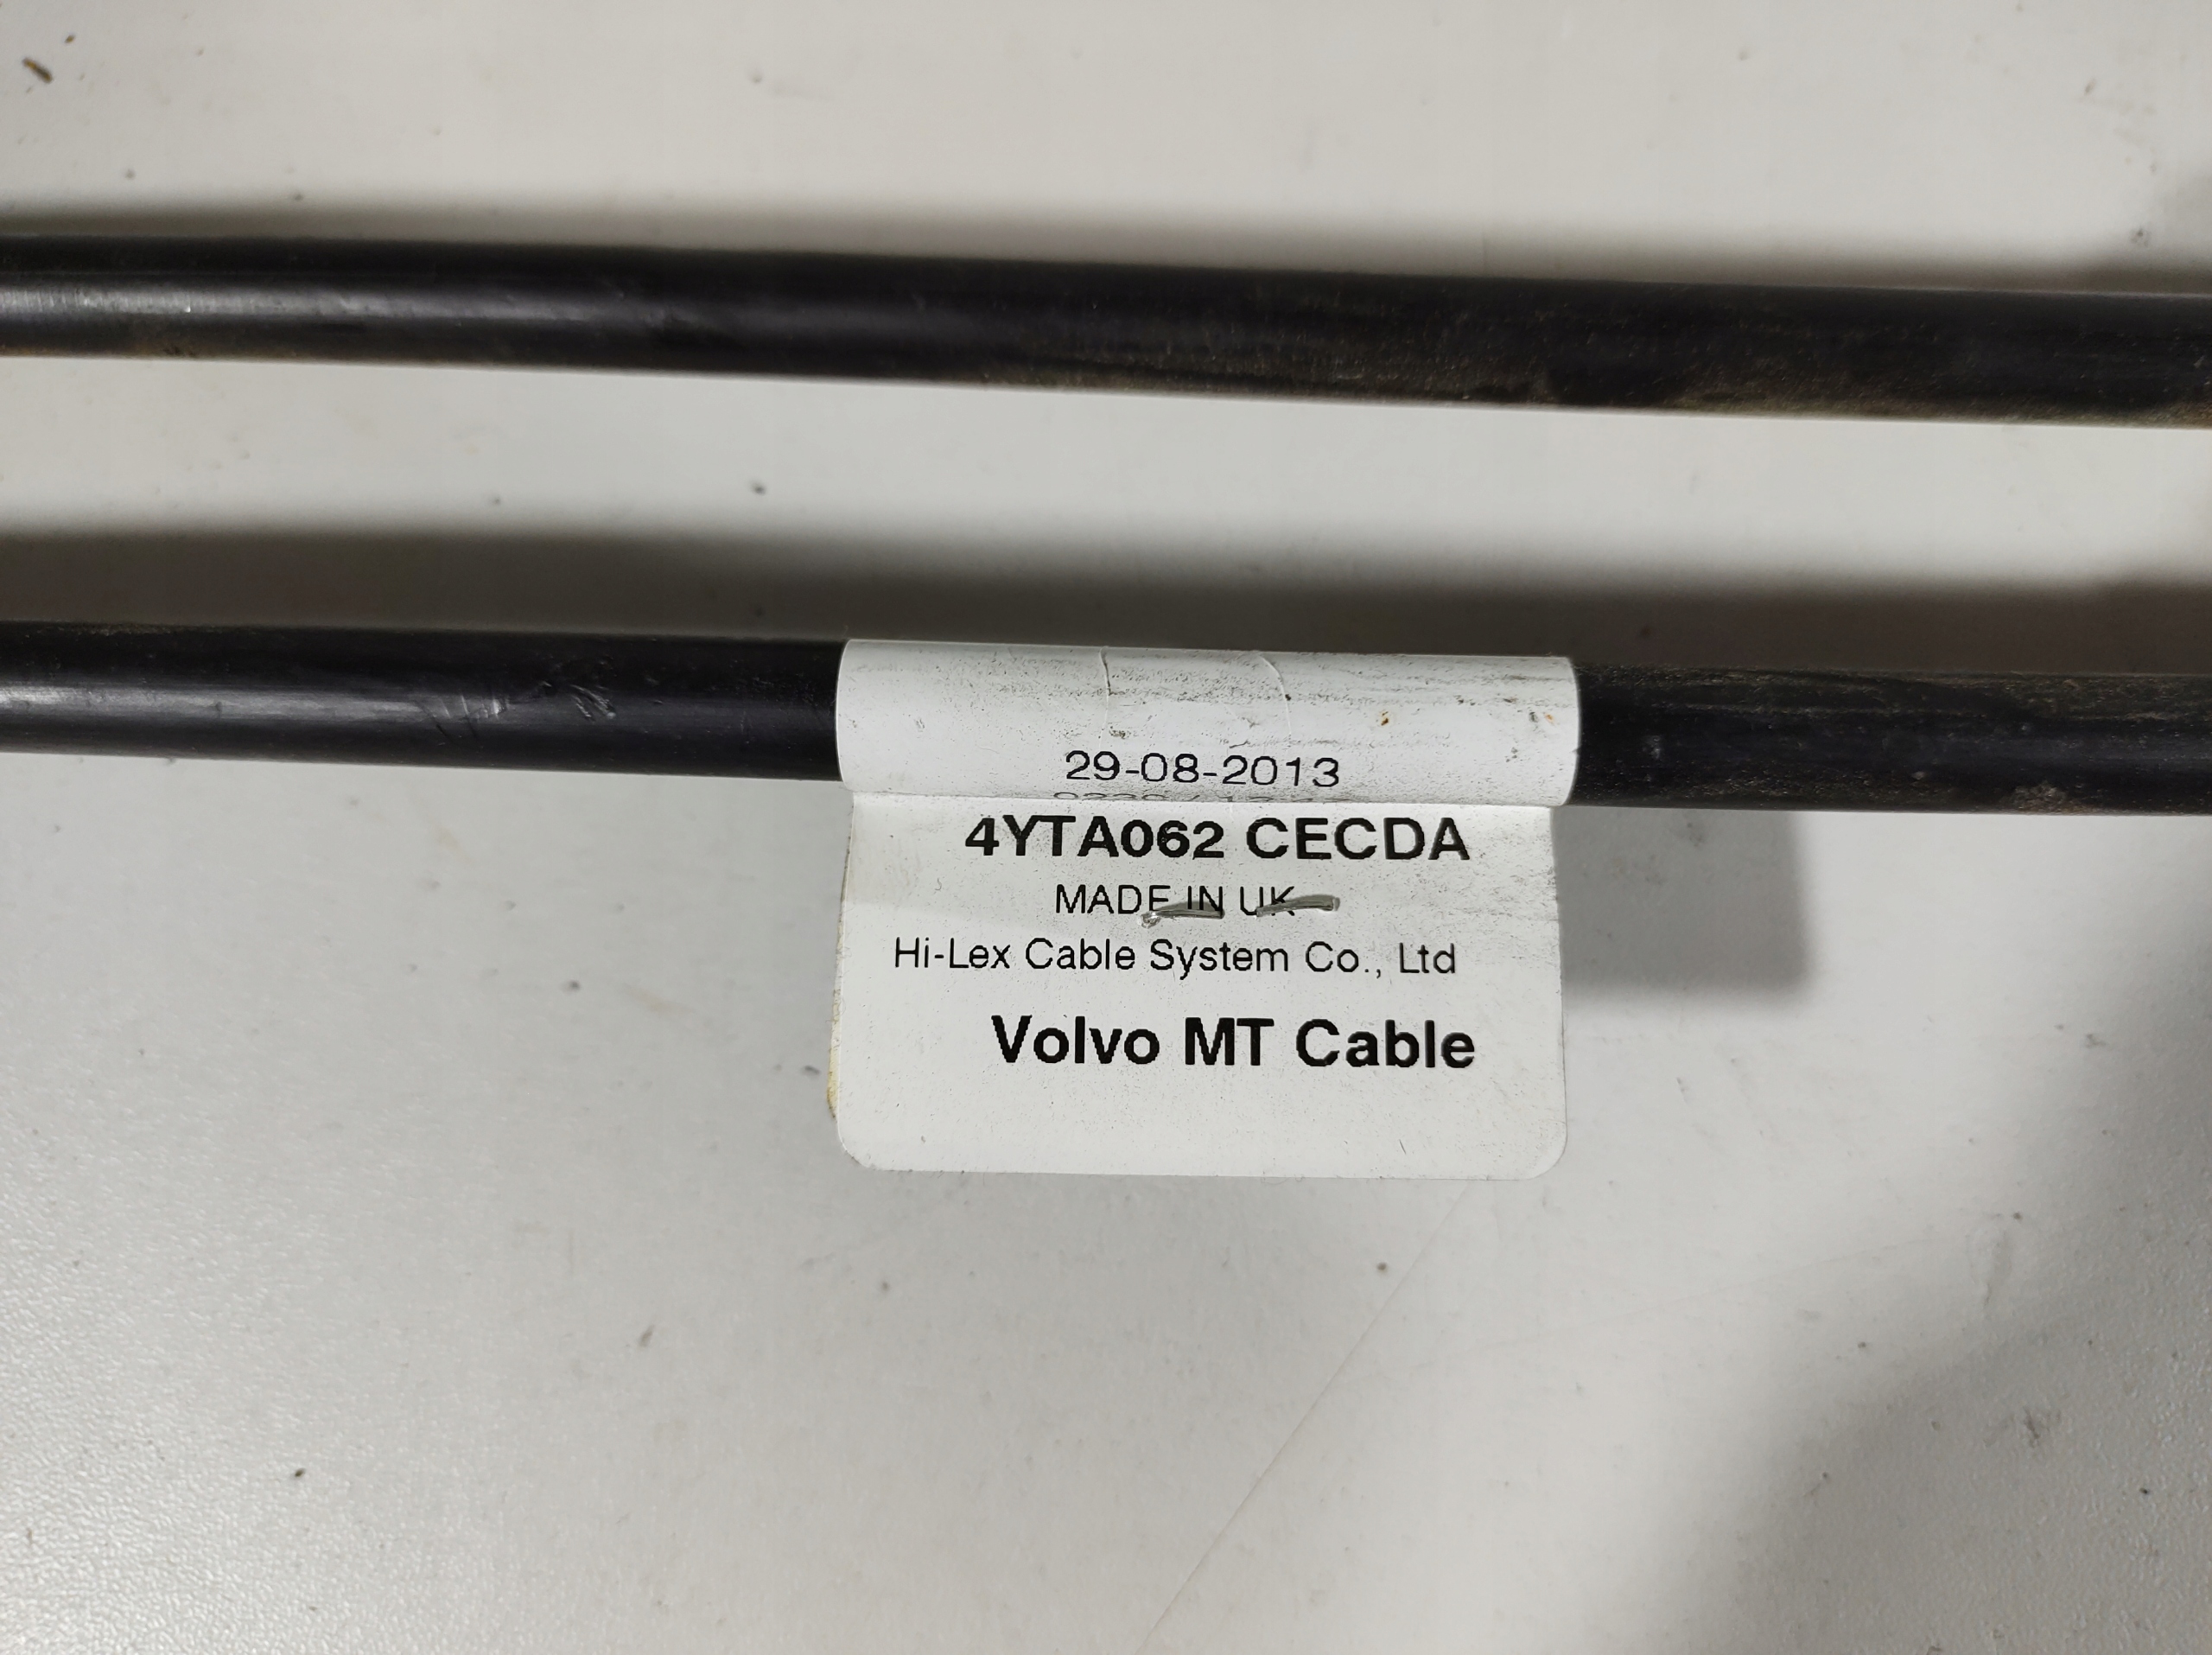 29-08-2013
4YTA062 CECDA
MADE IN UK
Hi-Lex Cable System Co., Ltd
Volvo MT Cable